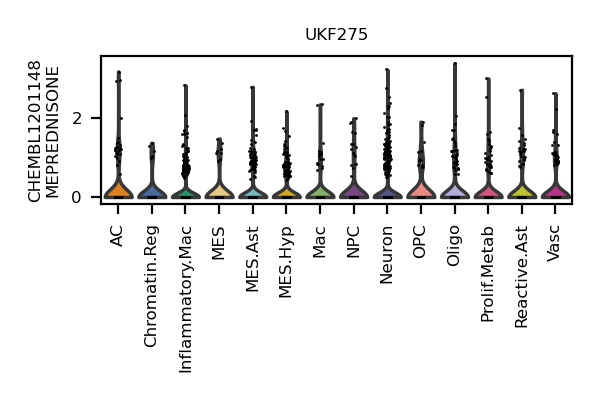 UKF275
CHEMBL1201148
MEPREDNISONE
2
0
AC
Chromatin.Reg
Inflammatory.Mac
MES
MES.Ast
MES.Hyp
Mac
NPC
Neuron
OPC
Oligo
Prolif.Metab
Reactive.Ast
Vasc